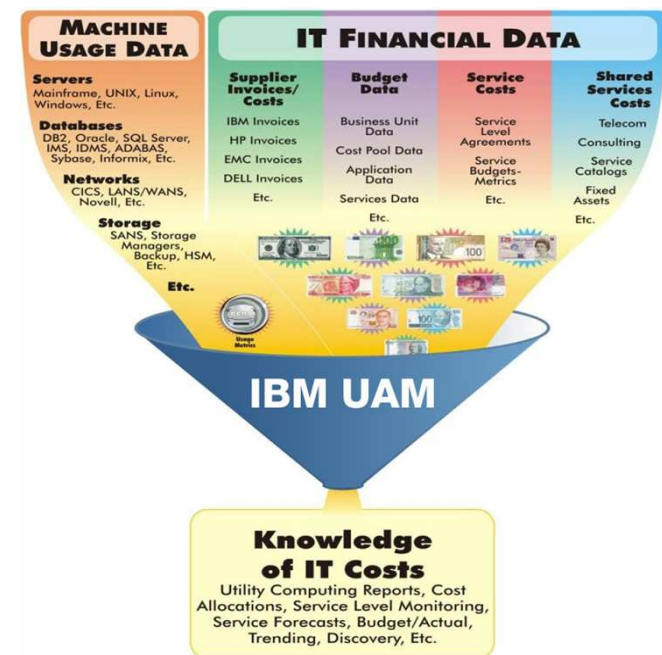 MACHINE
USAGE DATA
Servers
Mainframe, UNIX, Linux,
Windows, Etc.
Databases
DB2, Oracle, SQL Server,
IMS, IDMS, ADABAS,
Sybase, Informix, Etc.
Networks
CICS, LANS/WANS,
Novell, Etc.
Storage
SANS, Storage
Managers,
Backup, HSM,
Etc.
Etc.
IT FINANCIAL DATA
Supplier
Invoices/
Costs
IBM Invoices
HP Invoices
EMC Invoices
DELL Invoices
Etc.
Budget
Data
Business Unit
Data
Cost Pool Data
Application
Data
Services Data
Etc.
Service
Costs
Service
Level
Agreements
Service
Budgets-
Metrics
Etc.
Shared
Services
Costs
Telecom
Consulting
Service
Catalogs
Fixed
Assets
Etc.
100
100
£20
100
Usage
Metrics
IBM UAM
Knowledge
of IT Costs
Utility Computing Reports, Cost
Allocations, Service Level Monitoring,
Service Forecasts, Budget/Actual,
Trending, Discovery, Etc.